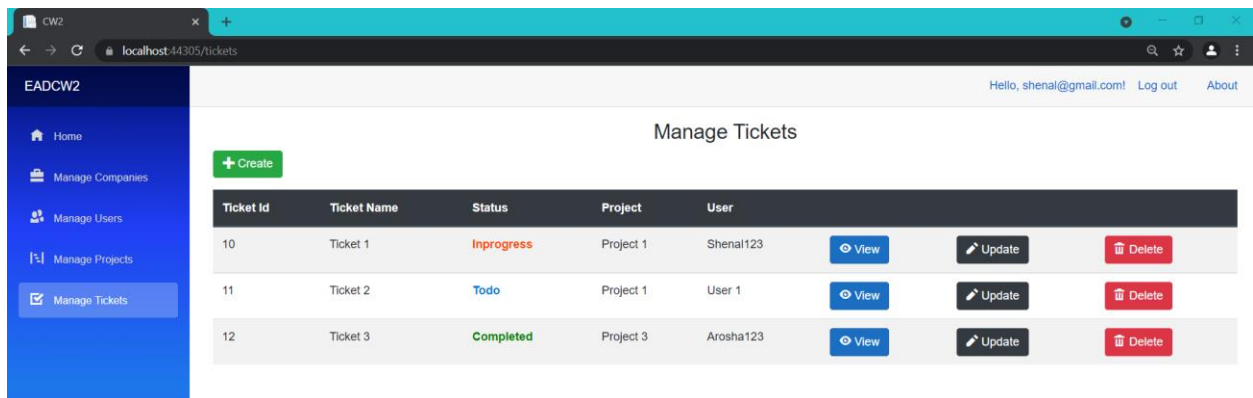 CW2
localhost:44305/tickets
EADCW2
Hello, shenal@gmail.com! Log out About
Home
Manage Companies
Manage Users
Manage Projects
Manage Tickets
Manage Tickets
Create
Ticket Id Ticket Name Status Project User
10 Ticket 1 Inprogress Project 1 Shenal123 View Update Delete
11 Ticket 2 Todo Project 1 User 1 View Update Delete
12 Ticket 3 Completed Project 3 Arosha123 View Update Delete